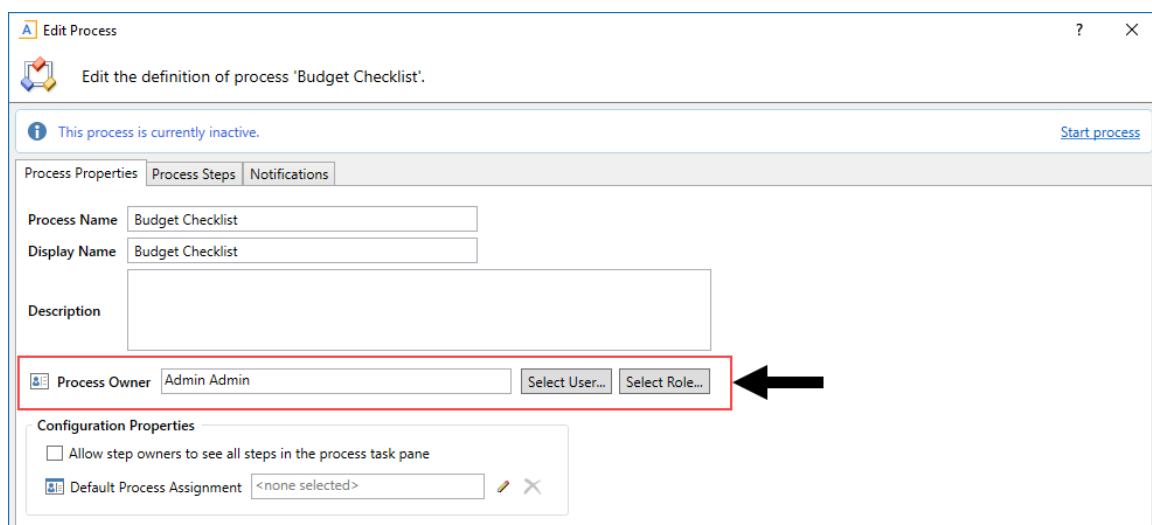 A Edit Process ?
Edit the definition of process 'Budget Checklist'.
This process is currently inactive. Start process
Process Properties Process Steps Notifications
Process Name Budget Checklist
Display Name Budget Checklist
Description
Process Owner Admin Admin Select User... Select Role...
Configuration Properties
Allow step owners to see all steps in the process task pane
Default Process Assignment <none selected>